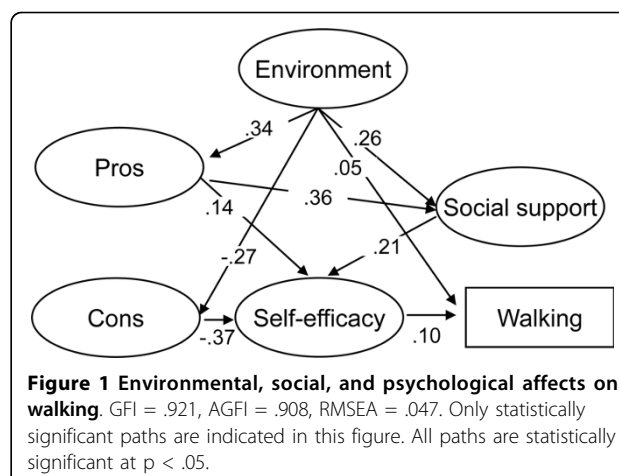 Environment
.34
.26
.05
Pros
.36
Social support
.14
-.27
.21
Cons
-.37
Self-efficacy
.10
Walking
Figure 1 Environmental, social, and psychological affects on
walking. GFI = .921, AGFI = .908, RMSEA = .047. Only statistically
significant paths are indicated in this figure. All paths are statistically
significant at p < .05.